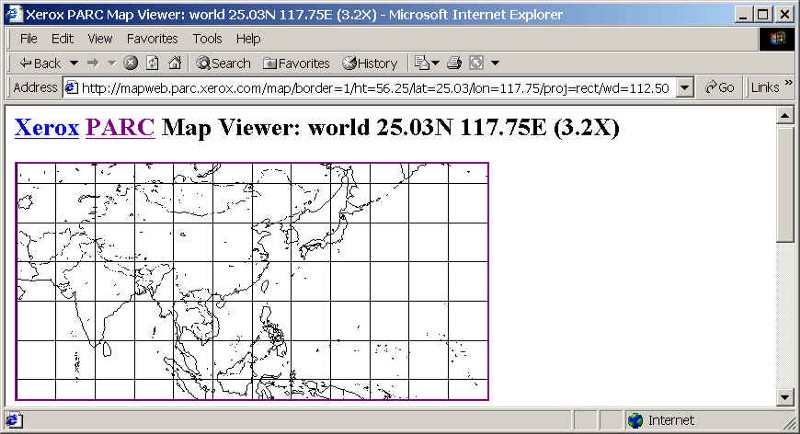 Xerox PARC Map Viewer: world 25.03N 117.75E (3.2X) - Microsoft Internet Explorer
File Edit View Favorites Tools Help
Back Search Favorites History
Address http://mapweb.parc.xerox.com/map/border=1/ht=56.25/lat=25.03/lon=117.75/proj=rect/wd=112.50 Go Links »
Xerox PARC Map Viewer: world 25.03N 117.75E (3.2X)
Internet